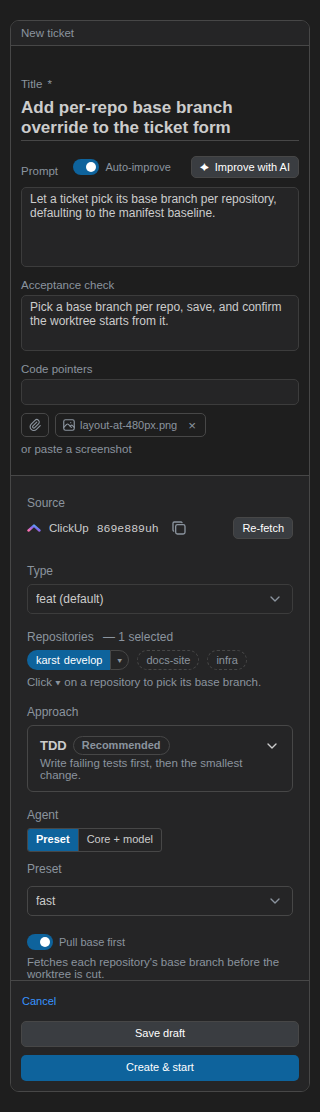 New ticket
Title *
Add per-repo base branch
override to the ticket form
Prompt Auto-improve Improve with AI
Let a ticket pick its base branch per repository,
defaulting to the manifest baseline.
Acceptance check
Pick a base branch per repo, save, and confirm
the worktree starts from it.
Code pointers
layout-at-480px.png ×
or paste a screenshot
Source
ClickUp 869e889uh Re-fetch
Type
feat (default)
Repositories — 1 selected
karst develop ▾ docs-site infra
Click ▾ on a repository to pick its base branch.
Approach
TDD Recommended
Write failing tests first, then the smallest
change.
Agent
Preset Core + model
Preset
fast
Pull base first
Fetches each repository's base branch before the
worktree is cut.
Cancel
Save draft
Create & start